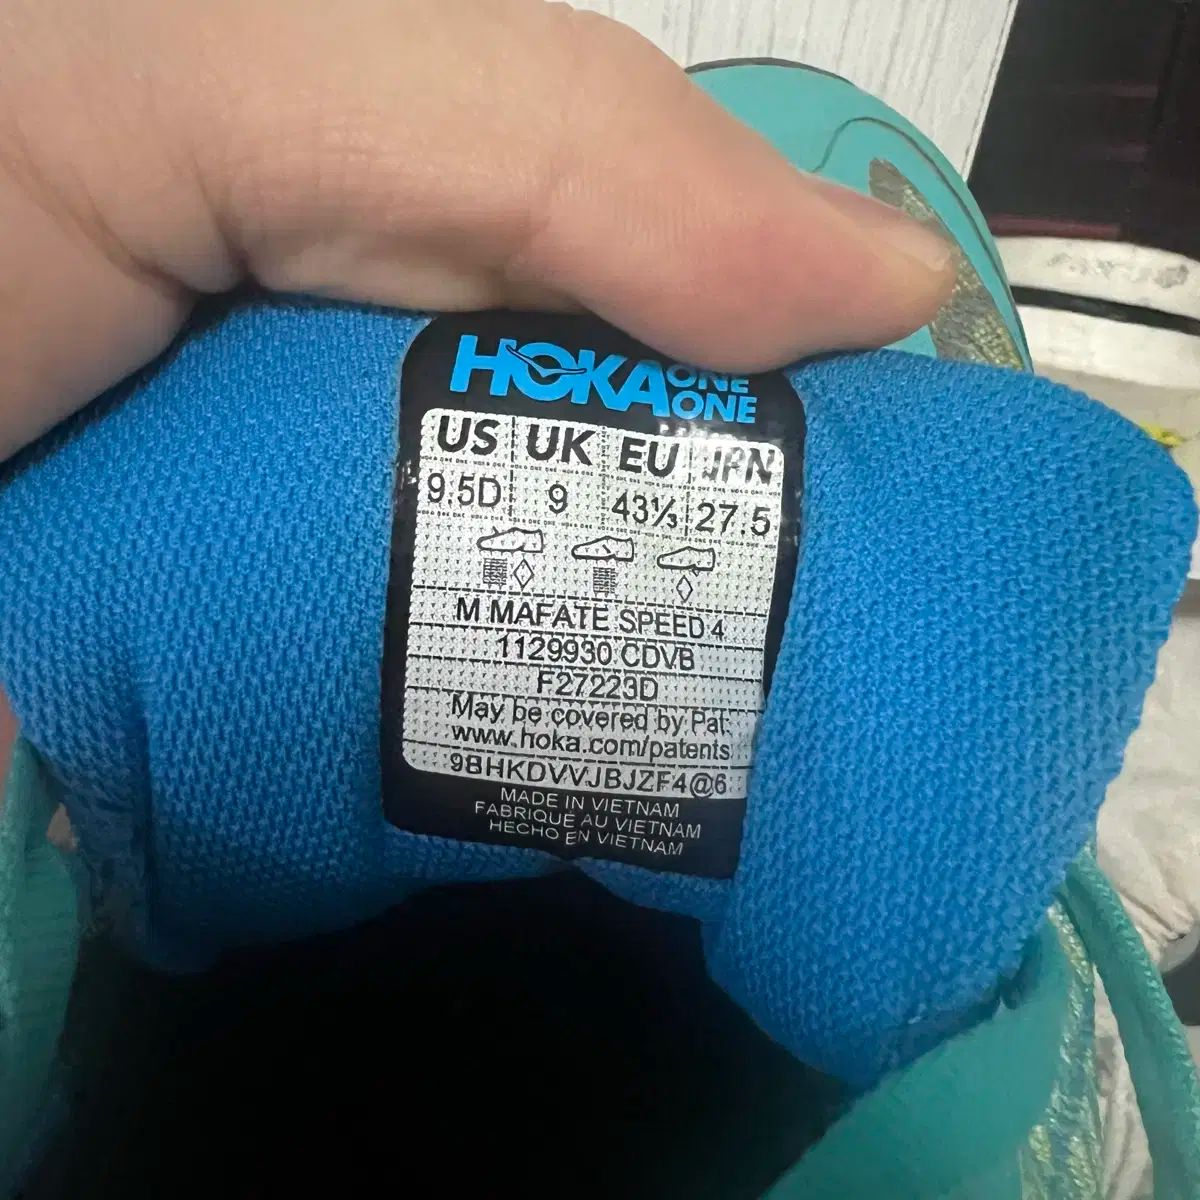 HOKA ONE ONE
US UK EU JPN
9.5D 9 43⅓ 27.5
M MAFATE SPEED 4
1129930 CDVB
F27223D
May be covered by Pat.
www.hoka.com/patents
9BHKDVVJBJZF4@6
MADE IN VIETNAM
FABRIQUÉ AU VIETNAM
HECHO EN VIETNAM